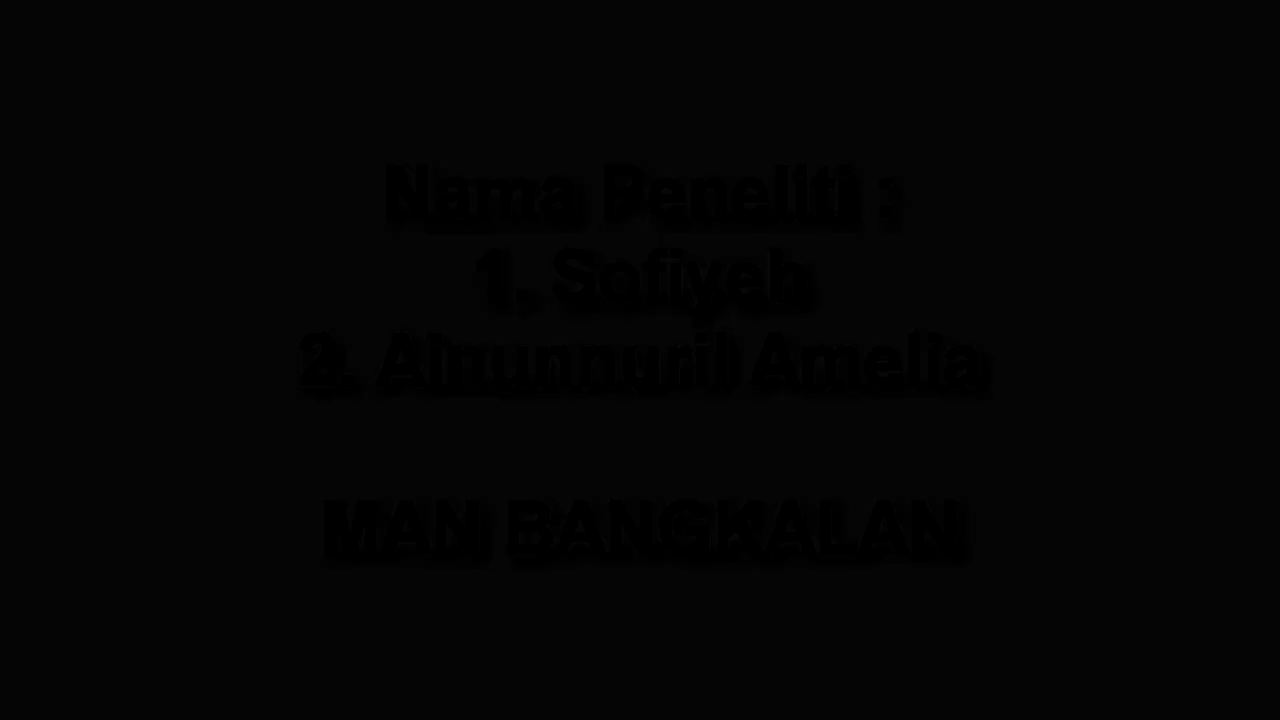 Nama Peneliti :
1. Sofiyeh
2. Ainunnuril Amelia
MAN BANGKALAN